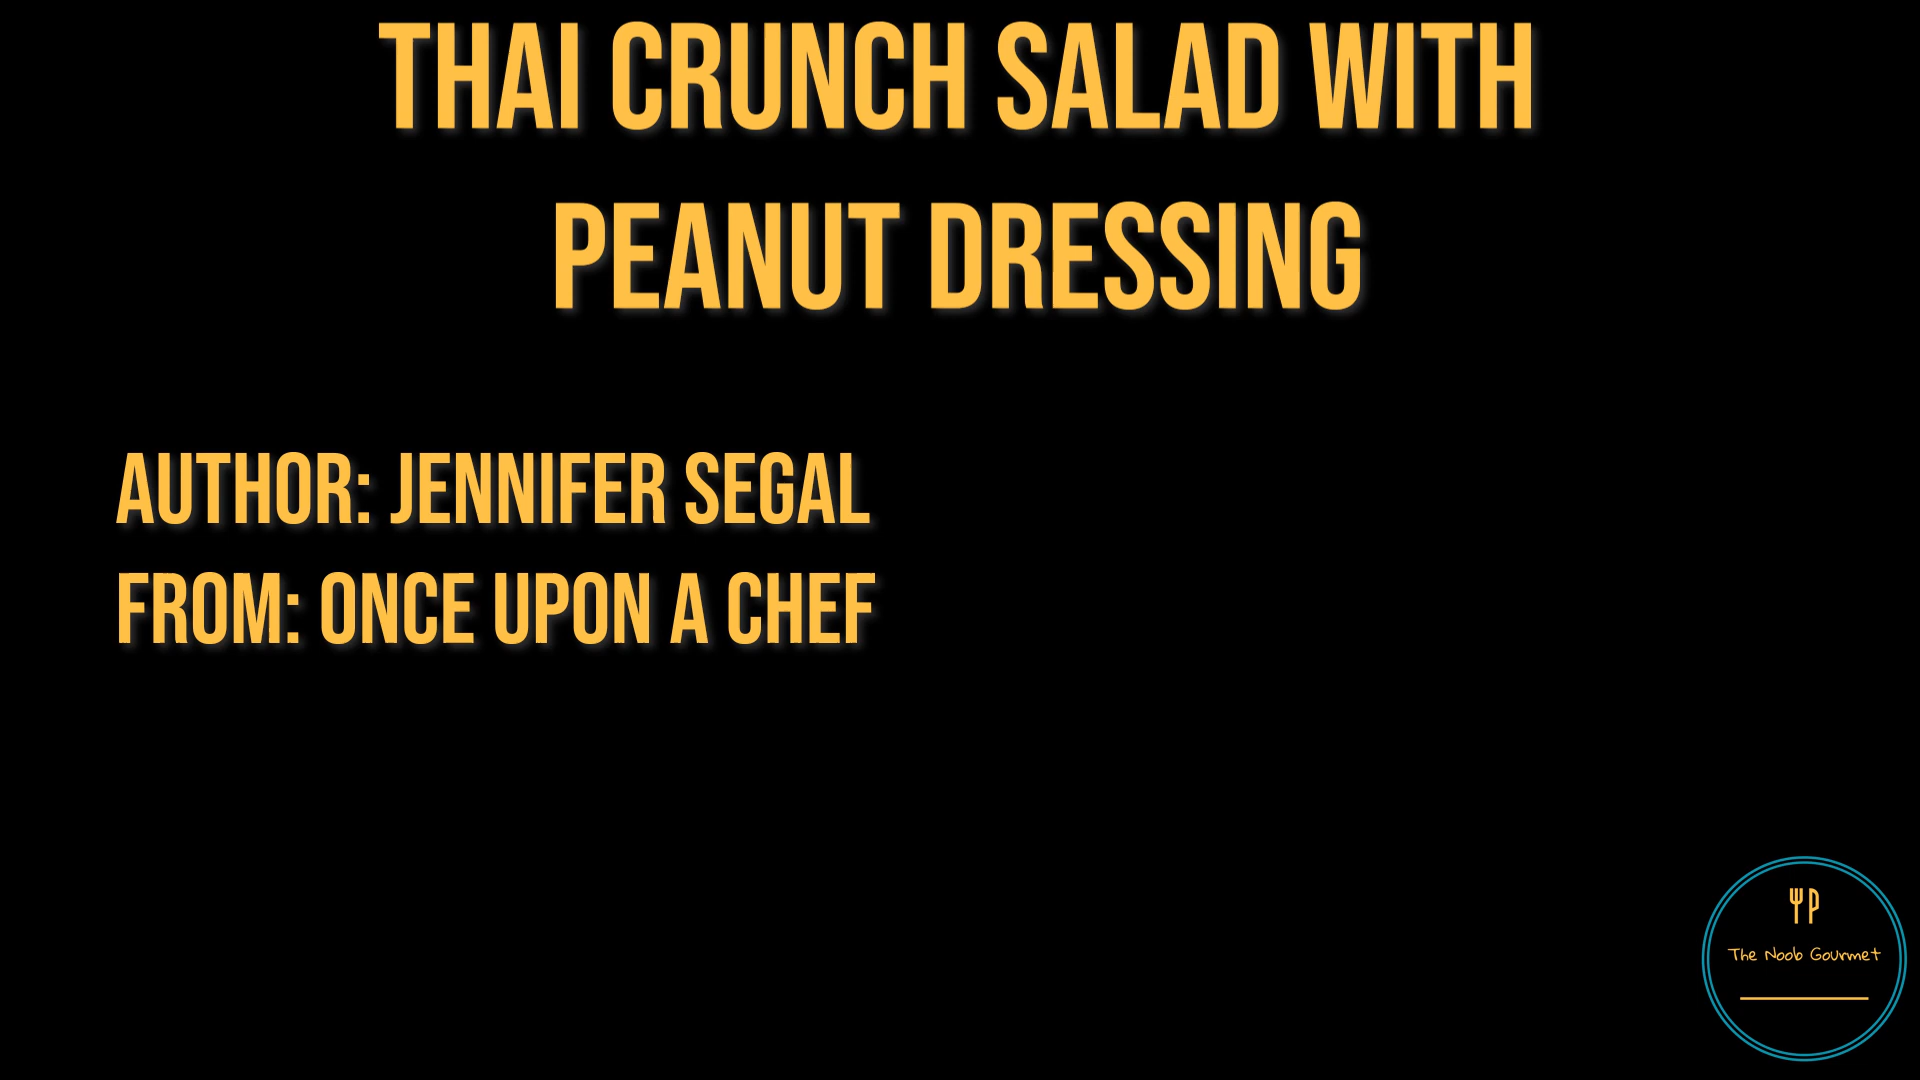 THAI CRUNCH SALAD WITH
PEANUT DRESSING
AUTHOR: JENNIFER SEGAL
FROM: ONCE UPON A CHEF
The Noob Gourmet